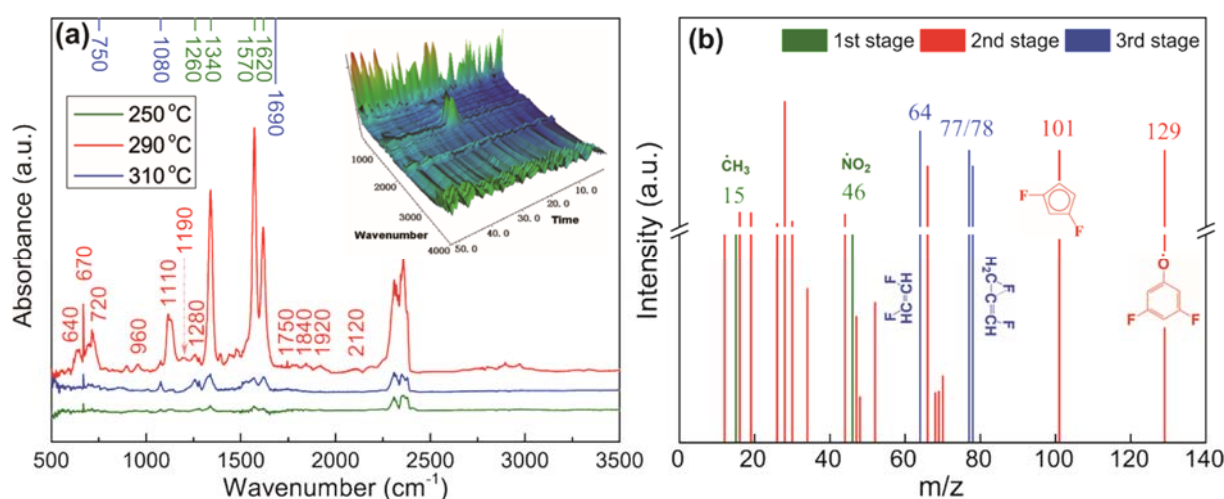 (a)
750
1080
1260
1340
1570
1620
1690
250 °C
290 °C
310 °C
640
670
720
960
1110
1190
1280
1750
1840
1920
2120
1000
2000
3000
4000
Wavenumber
50.0
40.0
30.0
20.0
10.0
Time
Absorbance (a.u.)
500 1000 1500 2000 2500 3000 3500
Wavenumber (cm-1)
(b)
1st stage 2nd stage 3rd stage
ĊH3
15
ṄO2
46
64
77/78
101
129
F
F
F
HC=CH
F
H2C-C=CH
F
F
O
F
F
Intensity (a.u.)
0 20 40 60 80 100 120 140
m/z